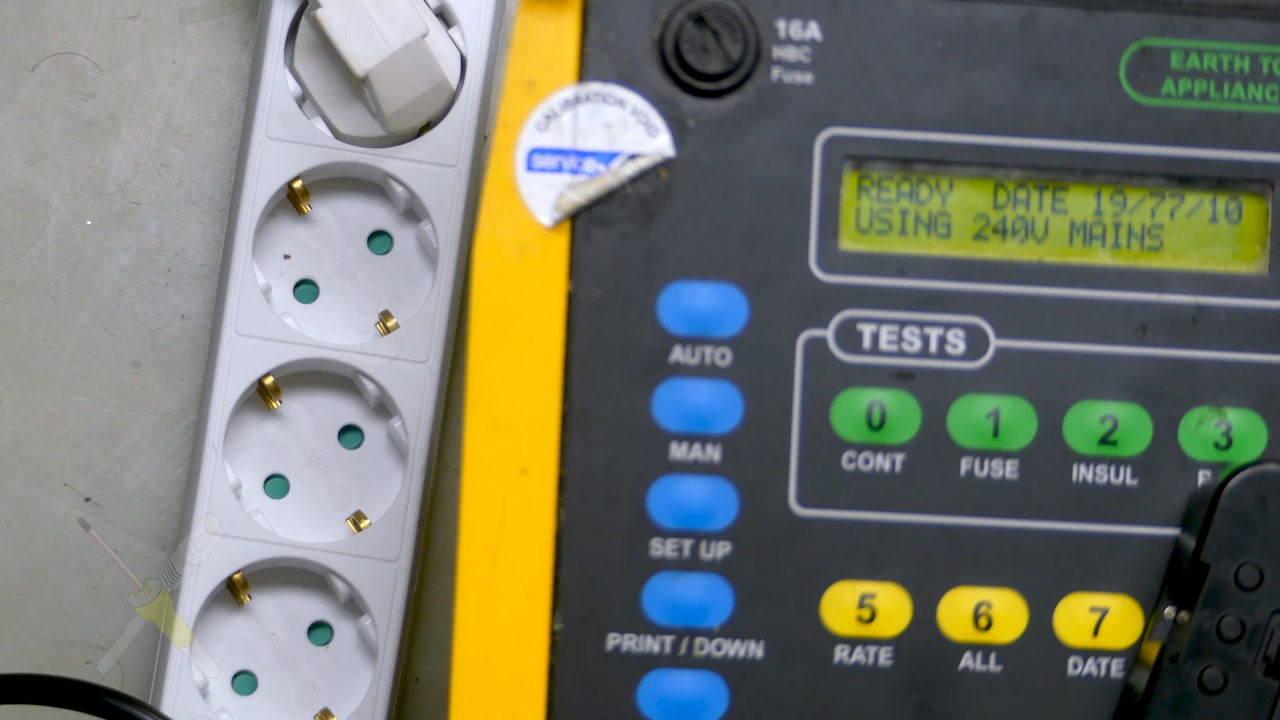 16A
HBC
Fuse
EARTH TO
APPLIANC
CALIBRATION VOID
READY DATE 19/77/10
USING 240V MAINS
AUTO
TESTS
0
1
2
3
MAN
CONT
FUSE
INSUL
SET UP
5
6
7
PRINT / DOWN
RATE
ALL
DATE